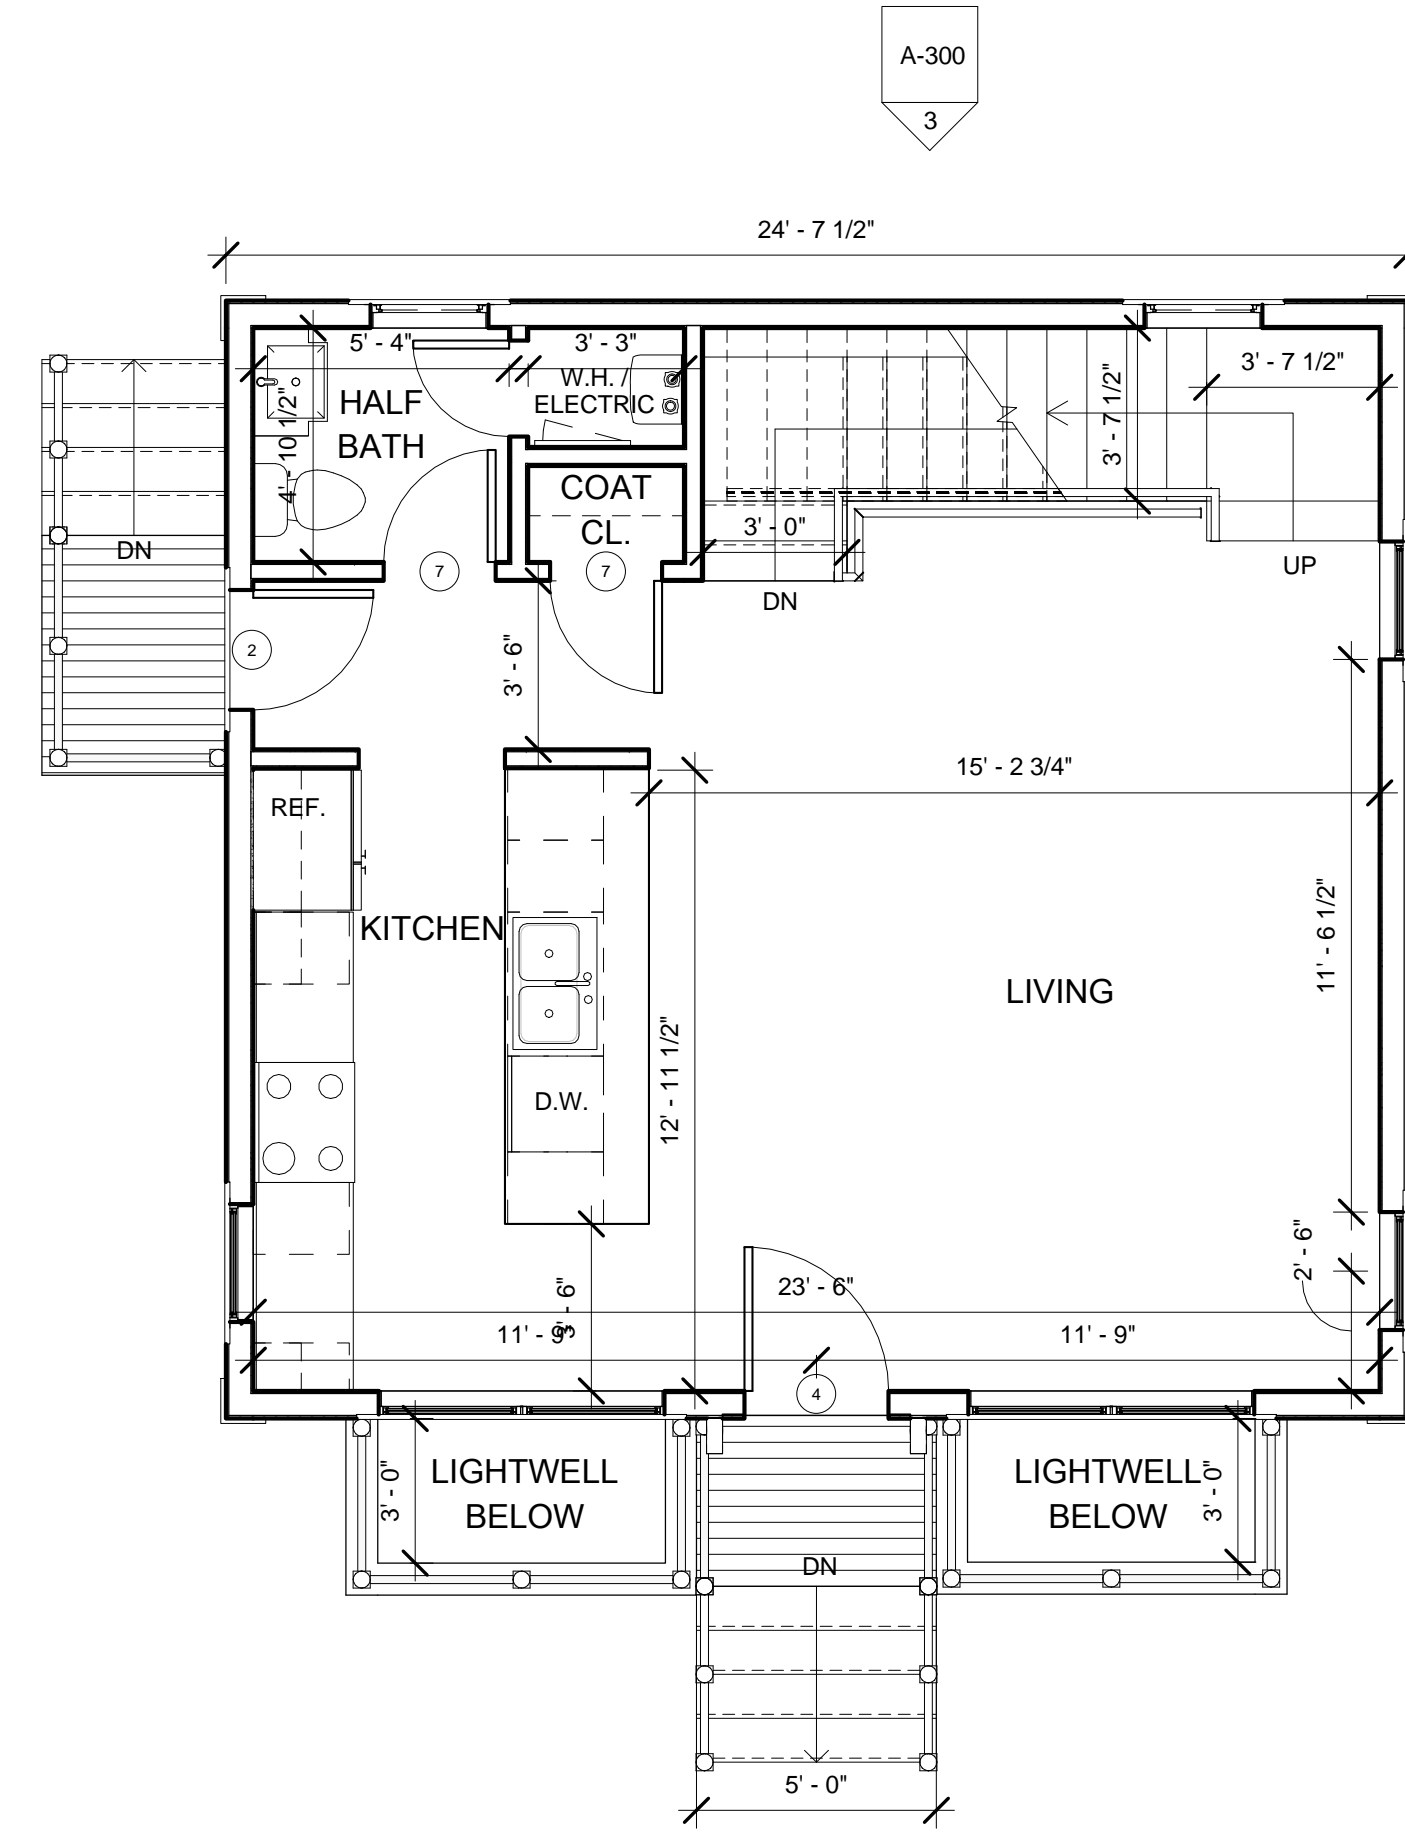 A-300
3
24' - 7 1/2"
5' - 4"
3' - 3"
3' - 7 1/2"
W.H. /
ELECTRIC
HALF
BATH
4' - 10 1/2"
3' - 7 1/2"
COAT
CL.
3' - 0"
DN
7
7
UP
DN
2
3' - 6"
15' - 2 3/4"
REF.
KITCHEN
11' - 6 1/2"
LIVING
12' - 11 1/2"
D.W.
2' - 6"
23' - 6"
3' - 6"
11' - 9"
11' - 9"
4
LIGHTWELL
BELOW
3' - 0"
LIGHTWELL
BELOW
3' - 0"
DN
5' - 0"